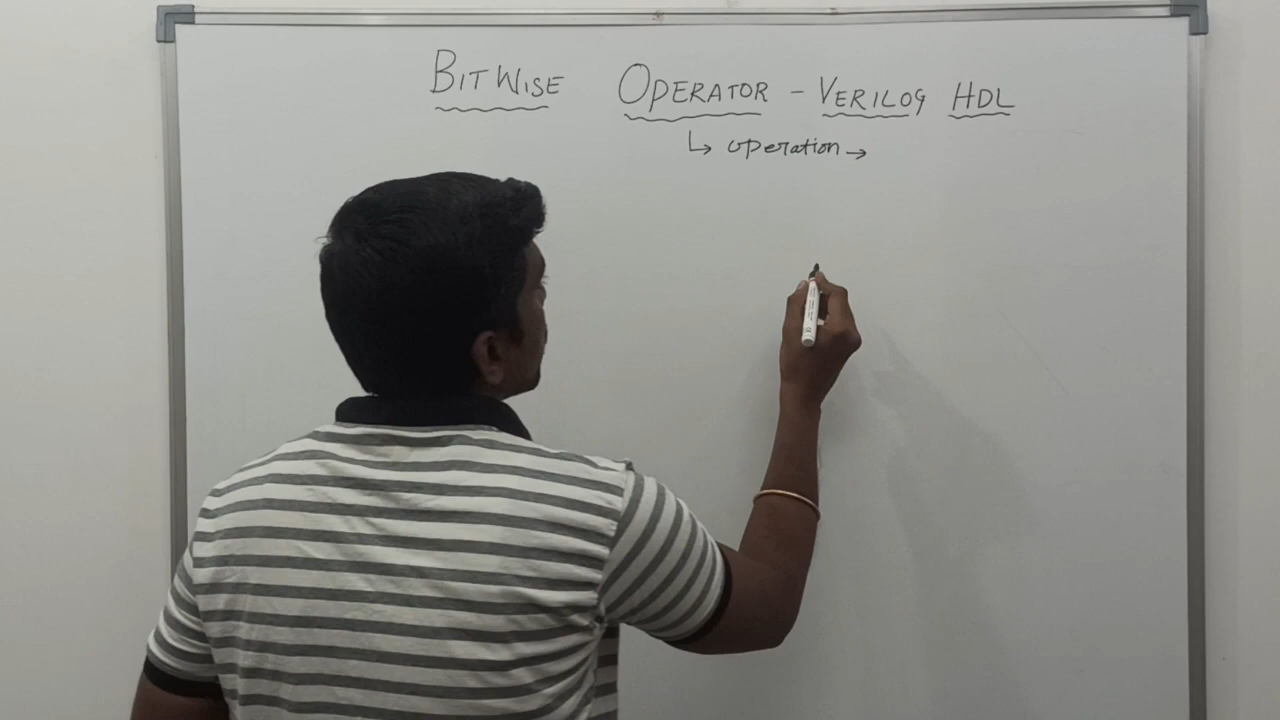 BITWISE OPERATOR - VERILOG HDL
↳ operation →